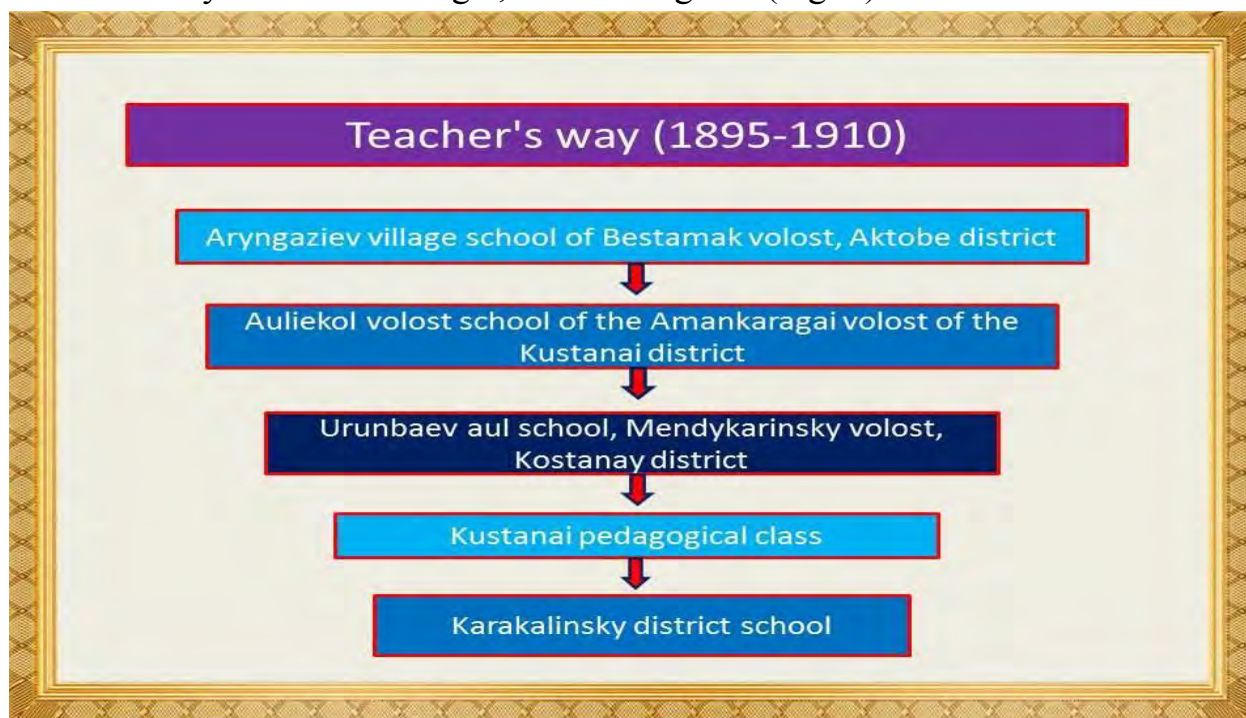 Teacher's way (1895-1910)
Aryngaziev village school of Bestamak volost, Aktobe district
Auliekol volost school of the Amankaragai volost of the
Kustanai district
Urunbaev aul school, Mendykarinsky volost,
Kostanay district
Kustanai pedagogical class
Karakalinsky district school